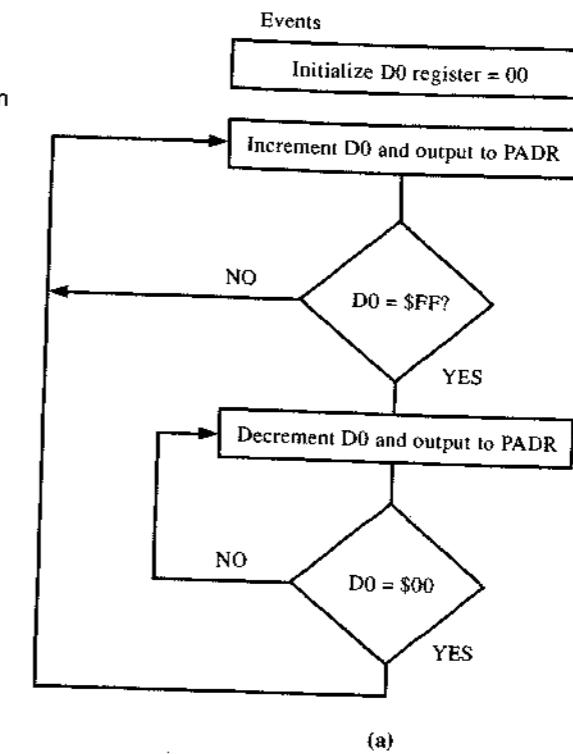 Events
Initialize D0 register = 00
Increment D0 and output to PADR
NO
D0 = $FF?
YES
Decrement D0 and output to PADR
NO
D0 = $00
YES
(a)